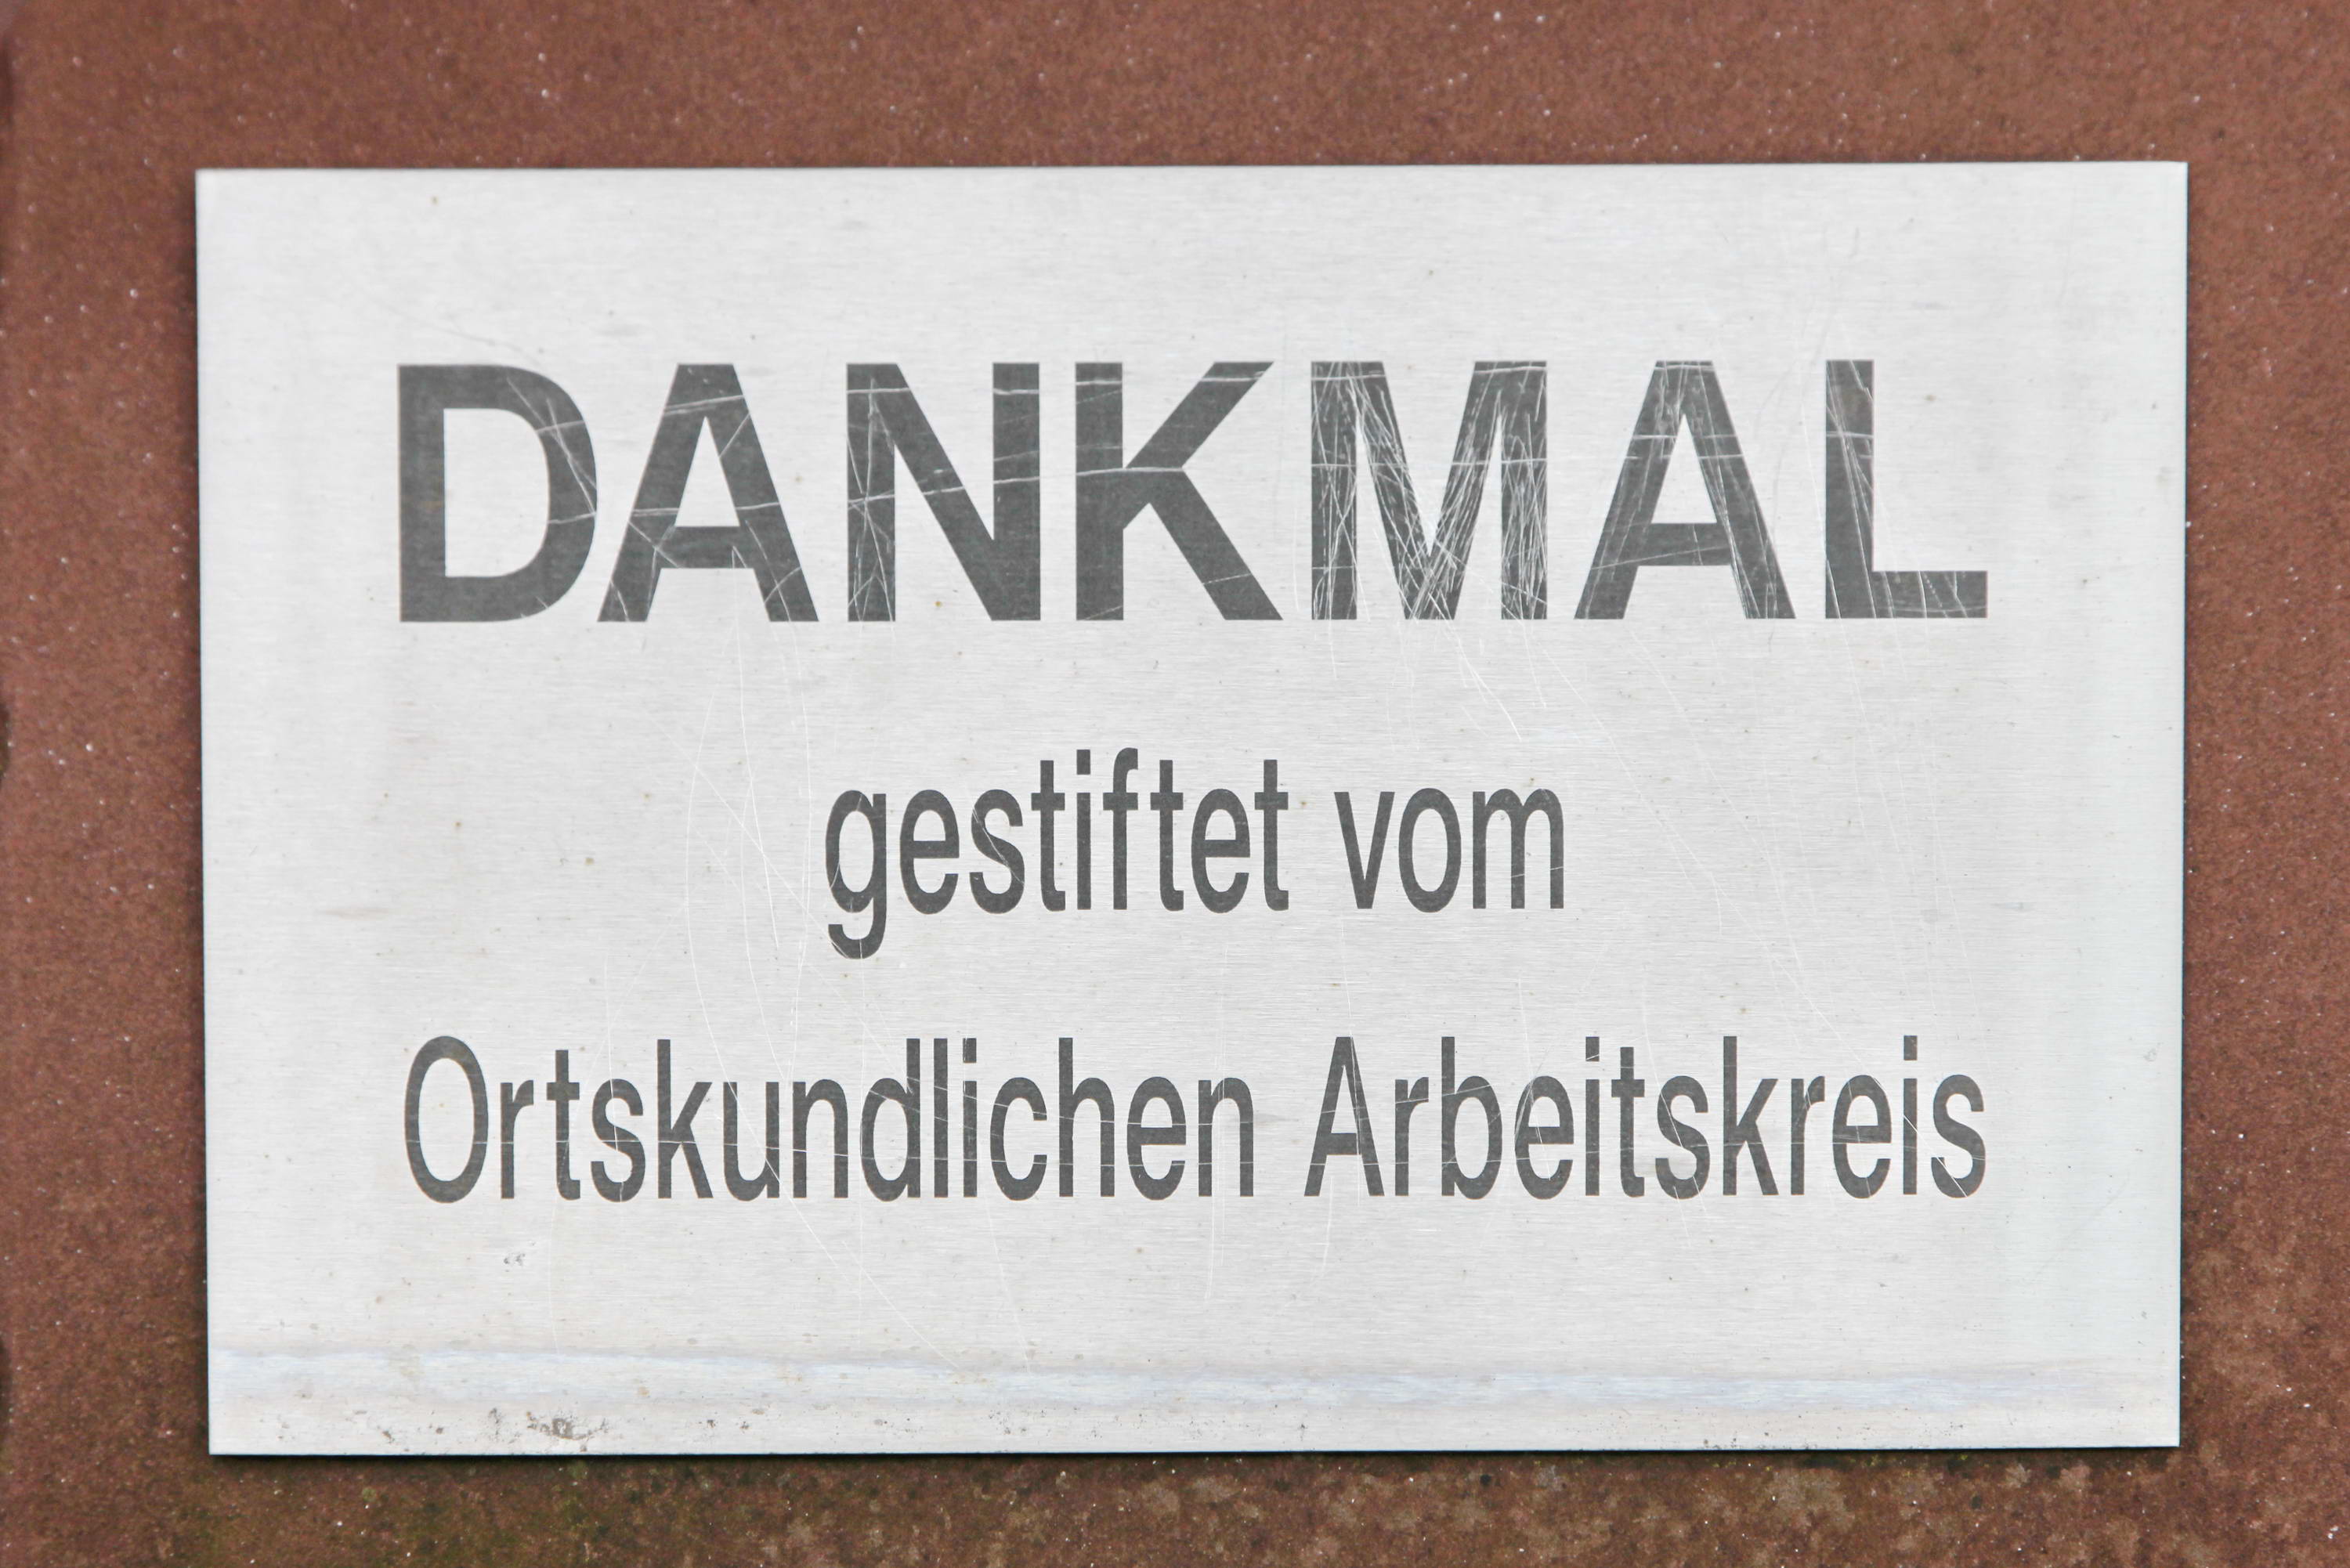 DANKMAL
gestiftet vom
Ortskundlichen Arbeitskreis